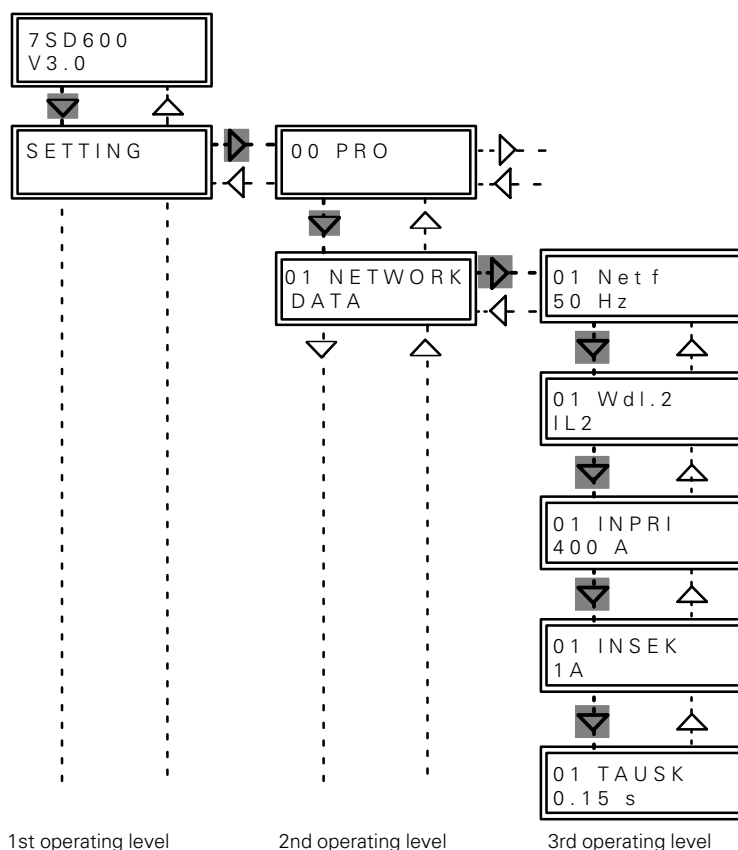 7SD600
V3.0
SETTING
00 PRO
01 NETWORK
DATA
01 Netf
50 Hz
01 Wdl.2
IL2
01 INPRI
400 A
01 INSEK
1A
01 TAUSK
0.15 s
1st operating level
2nd operating level
3rd operating level